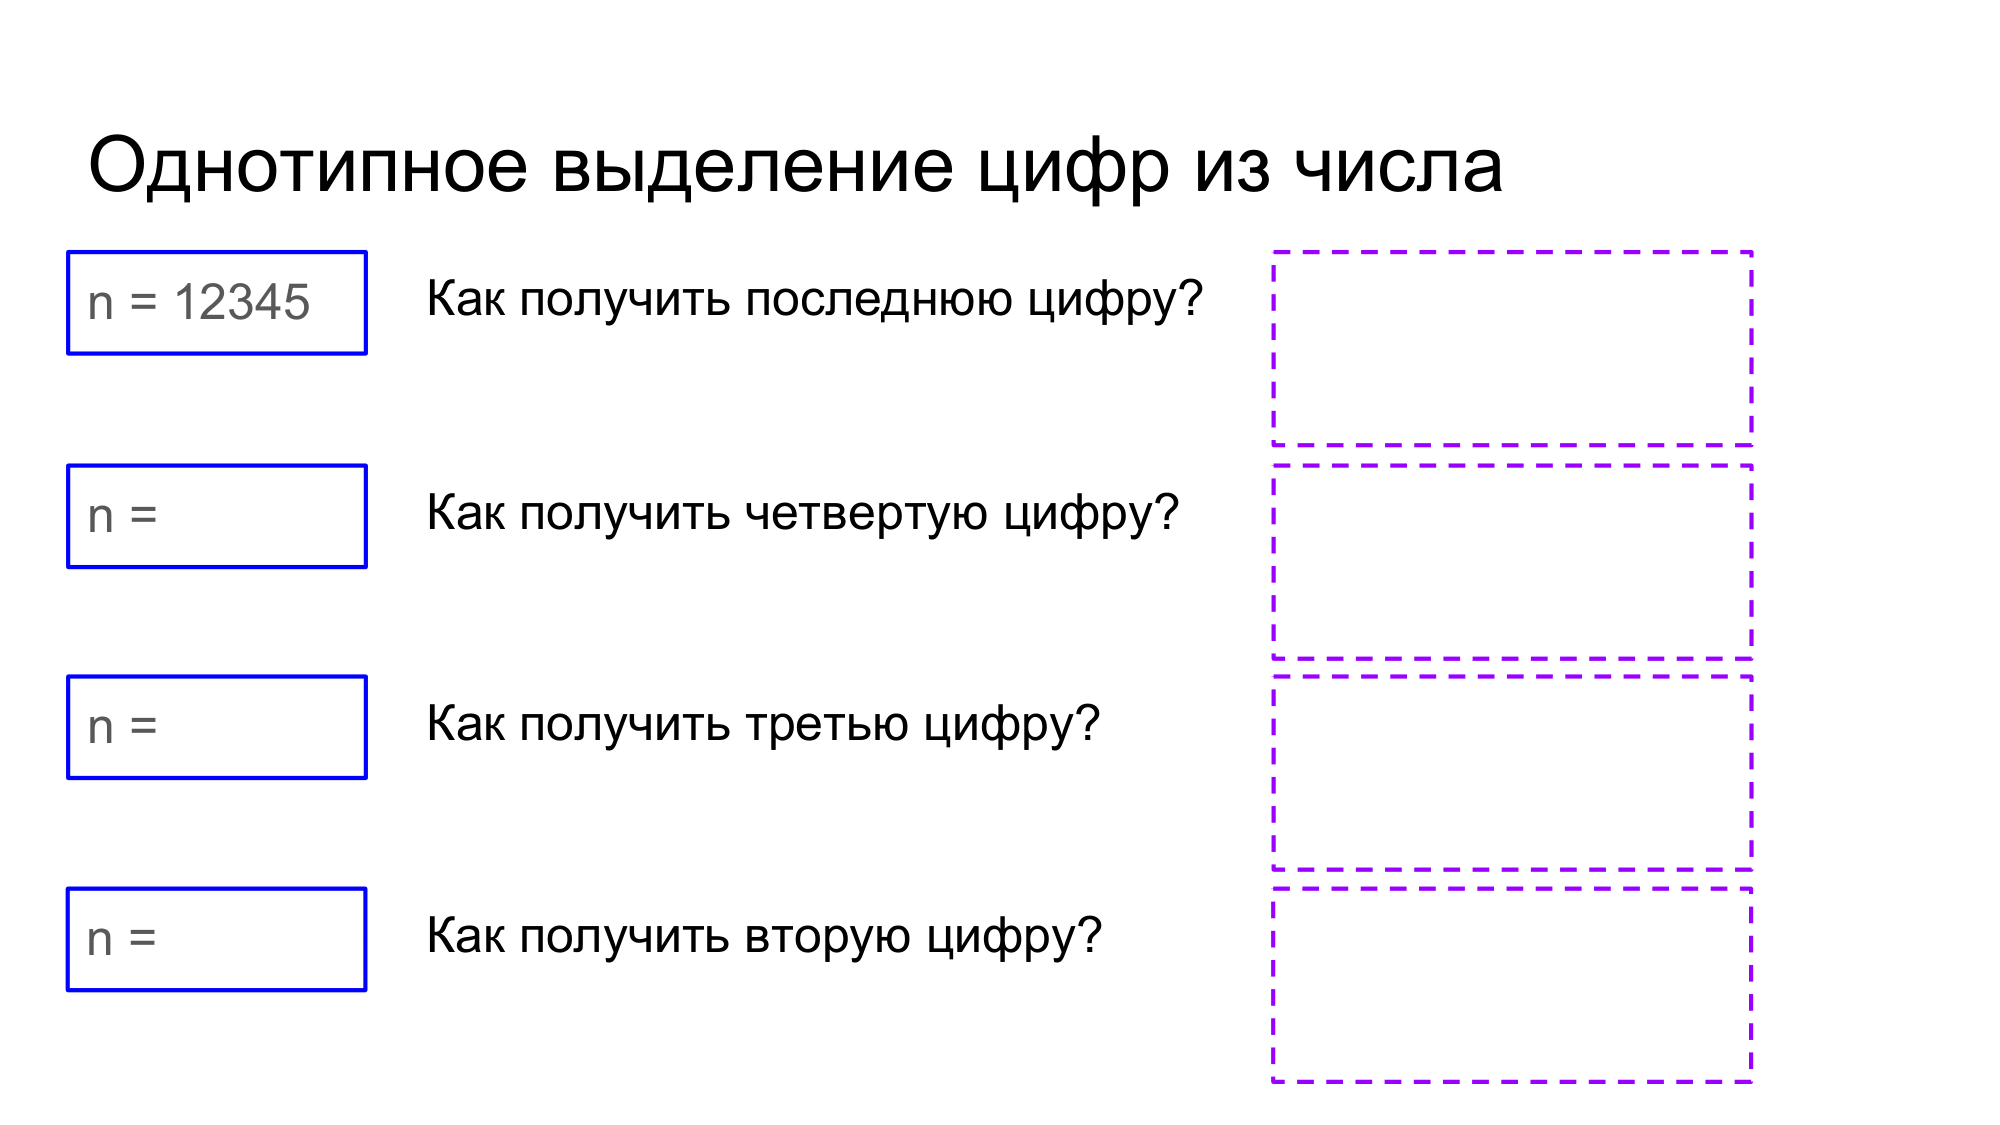 Однотипное выделение цифр из числа
n = 12345
Как получить последнюю цифру?
n =
Как получить четвертую цифру?
n =
Как получить третью цифру?
n =
Как получить вторую цифру?